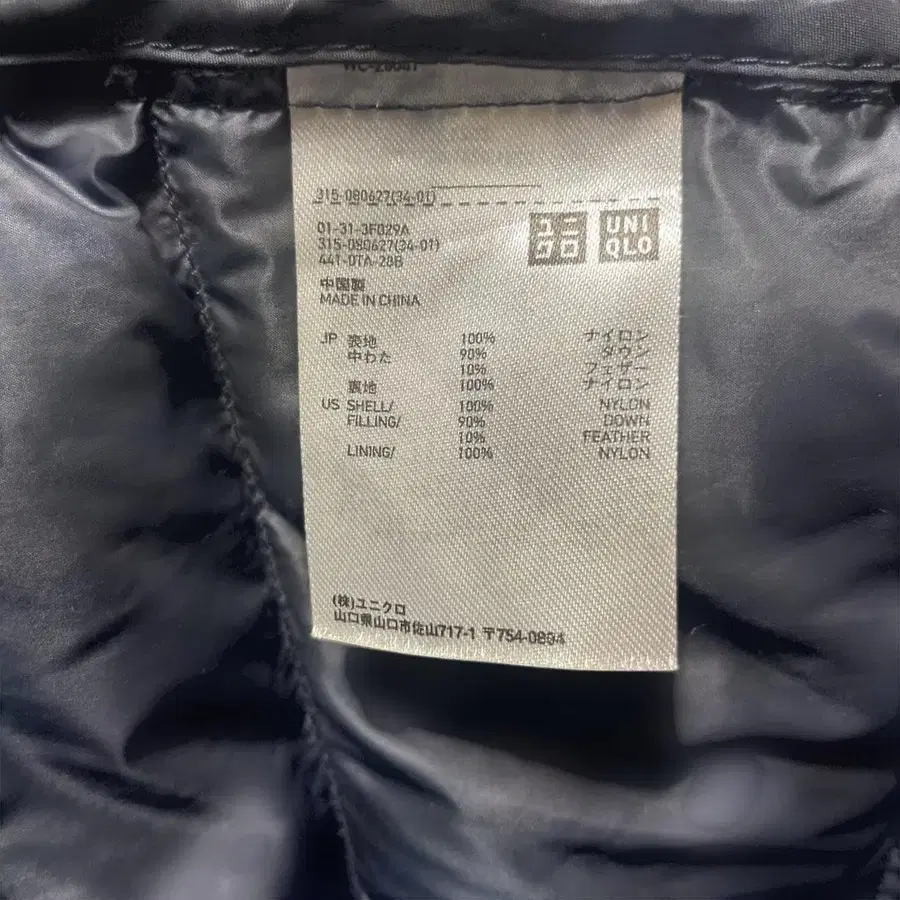 315-080627(34-01)
01-31-3F029A
315-080627(34-01)
441-0TA-28B
ユニ
クロ
UNI
QLO
中国製
MADE IN CHINA
JP 表地 100% ナイロン
中わた 90% ダウン
10% フェザー
裏地 100% ナイロン
US SHELL/ 100% NYLON
FILLING/ 90% DOWN
10% FEATHER
LINING/ 100% NYLON
(株)ユニクロ
山口県山口市佐山717-1 〒754-0894